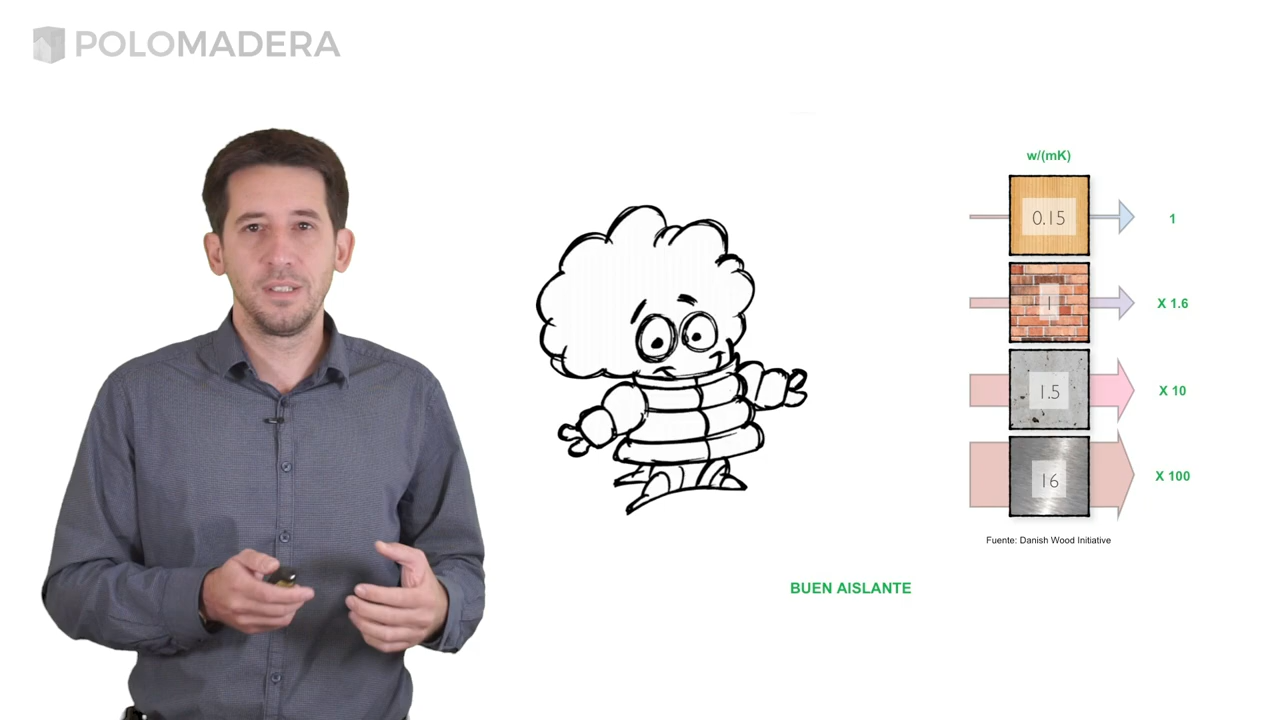 POLOMADERA
w/(mK)
0.15
1
1
X 1.6
1.5
X 10
16
X 100
Fuente: Danish Wood Initiative
BUEN AISLANTE